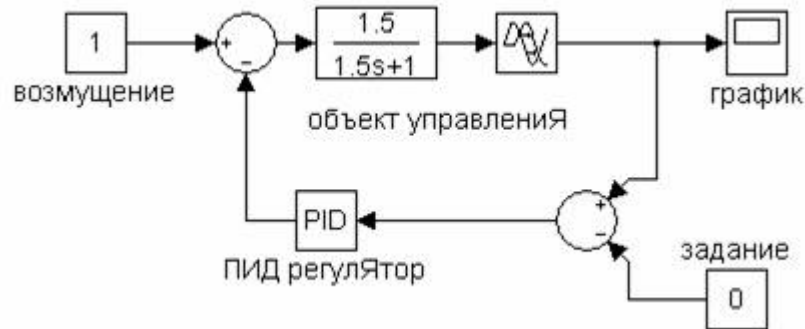 1
возмущение
+
−
1.5
1.5s+1
объект управлениЯ
график
PID
ПИД регулЯтор
+
−
задание
0